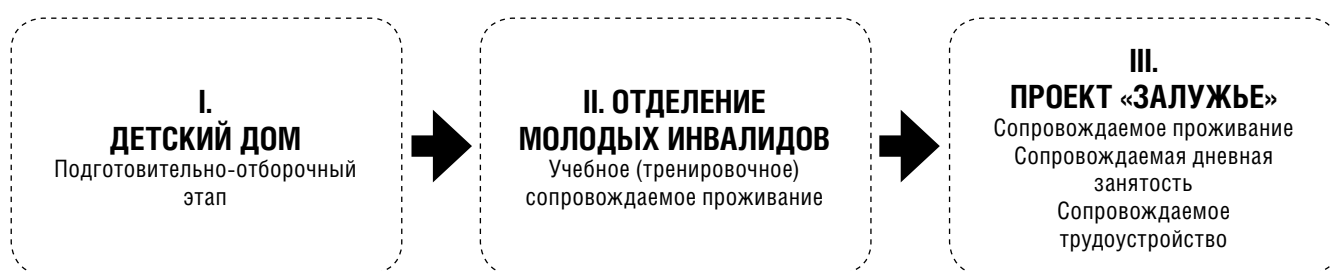 I.
ДЕТСКИЙ ДОМ
Подготовительно-отборочный
этап
II. ОТДЕЛЕНИЕ
МОЛОДЫХ ИНВАЛИДОВ
Учебное (тренировочное)
сопровождаемое проживание
III.
ПРОЕКТ «ЗАЛУЖЬЕ»
Сопровождаемое проживание
Сопровождаемая дневная
занятость
Сопровождаемое
трудоустройство